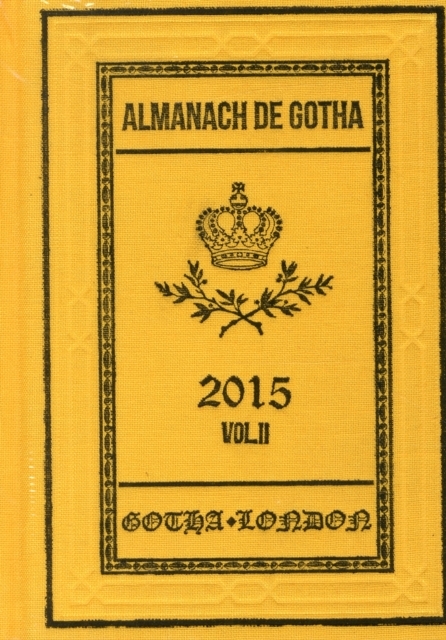 ALMANACH DE GOTHA
2015
VOL.II
GOTHA♦LONDON